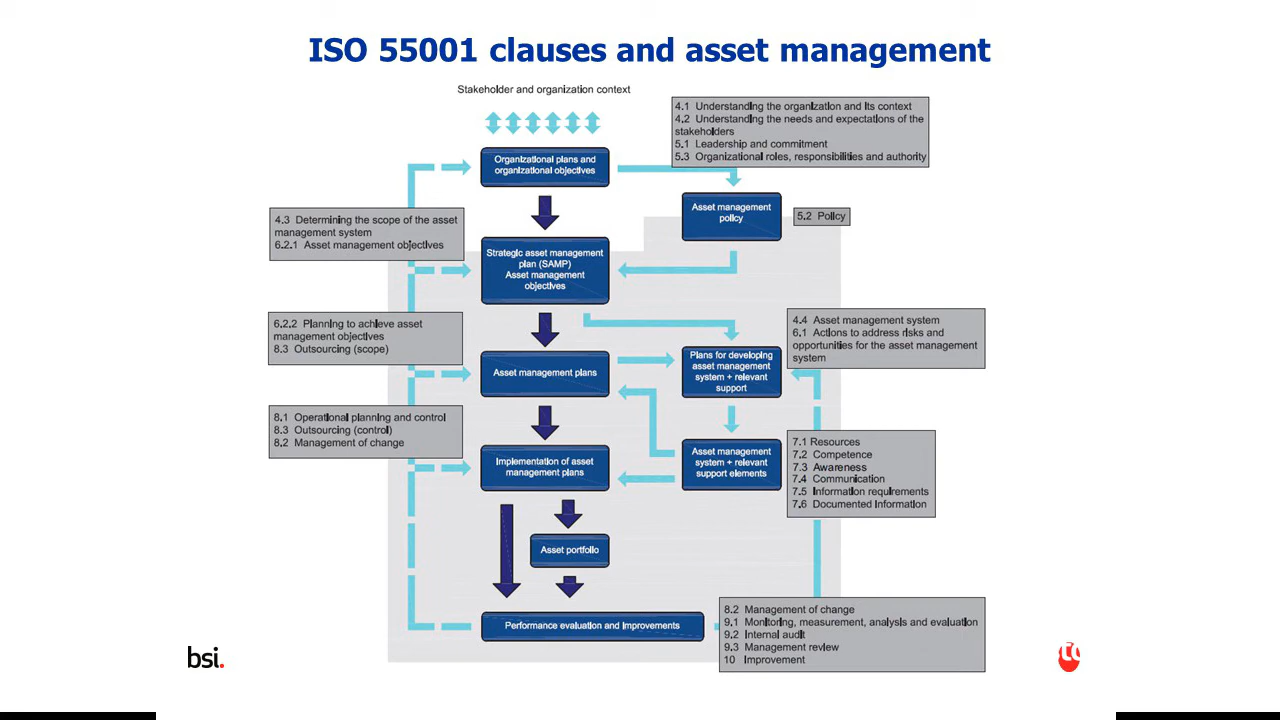 ISO 55001 clauses and asset management
Stakeholder and organization context
4.1 Understanding the organization and its context
4.2 Understanding the needs and expectations of the
stakeholders
5.1 Leadership and commitment
5.3 Organizational roles, responsibilities and authority
Organizational plans and
organizational objectives
Asset management
policy
5.2 Policy
4.3 Determining the scope of the asset
management system
6.2.1 Asset management objectives
Strategic asset management
plan (SAMP)
Asset management
objectives
6.2.2 Planning to achieve asset
management objectives
8.3 Outsourcing (scope)
4.4 Asset management system
6.1 Actions to address risks and
opportunities for the asset management
system
Asset management plans
Plans for developing
asset management
system + relevant
support
8.1 Operational planning and control
8.3 Outsourcing (control)
8.2 Management of change
Implementation of asset
management plans
Asset management
system + relevant
support elements
7.1 Resources
7.2 Competence
7.3 Awareness
7.4 Communication
7.5 Information requirements
7.6 Documented information
Asset portfolio
Performance evaluation and improvements
8.2 Management of change
9.1 Monitoring, measurement, analysis and evaluation
9.2 Internal audit
9.3 Management review
10 Improvement
bsi.